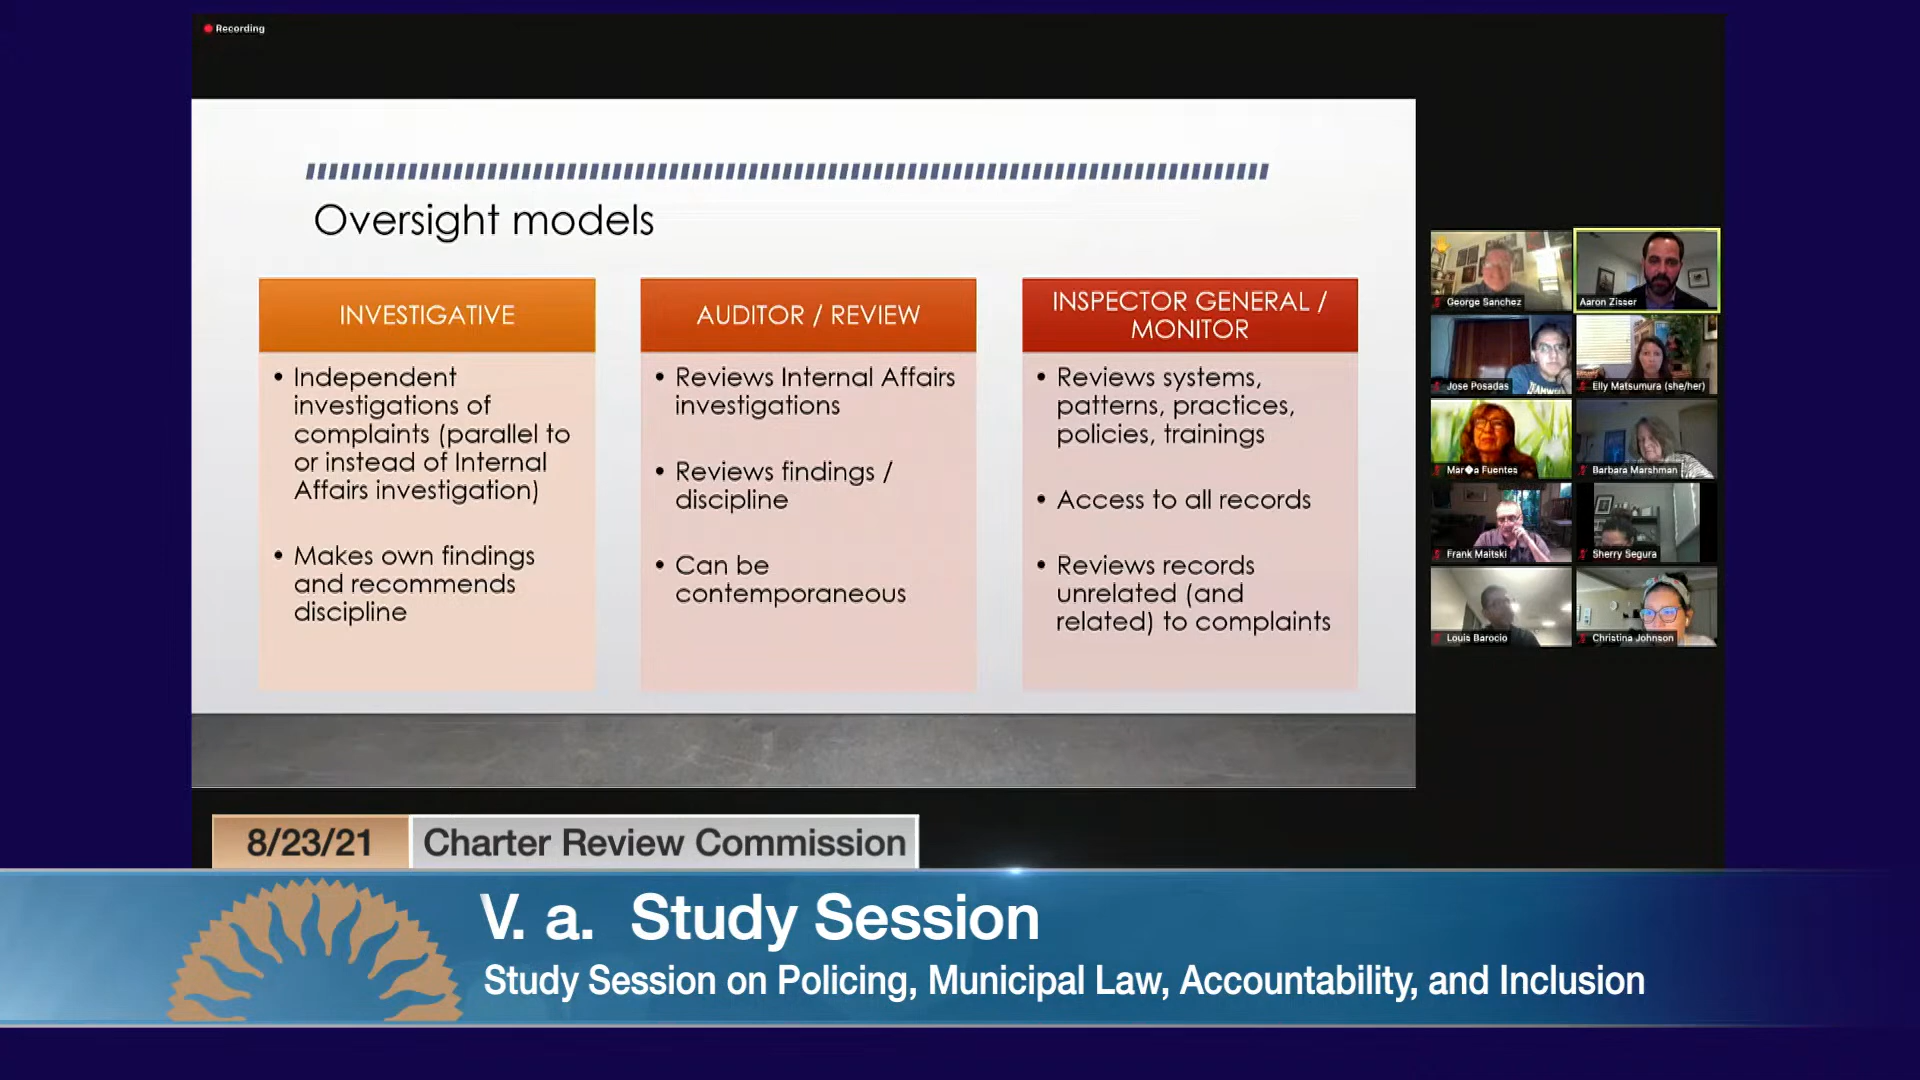 Recording
Oversight models
INVESTIGATIVE
• Independent
investigations of
complaints (parallel to
or instead of Internal
Affairs investigation)
• Makes own findings
and recommends
discipline
AUDITOR / REVIEW
• Reviews Internal Affairs
investigations
• Reviews findings /
discipline
• Can be
contemporaneous
INSPECTOR GENERAL /
MONITOR
• Reviews systems,
patterns, practices,
policies, trainings
• Access to all records
• Reviews records
unrelated (and
related) to complaints
George Sanchez
Aaron Zisser
Jose Posadas
Elly Matsumura (she/her)
Mar�a Fuentes
Barbara Marshman
Frank Maitski
Sherry Segura
Louis Barocio
Christina Johnson
8/23/21
Charter Review Commission
V. a. Study Session
Study Session on Policing, Municipal Law, Accountability, and Inclusion